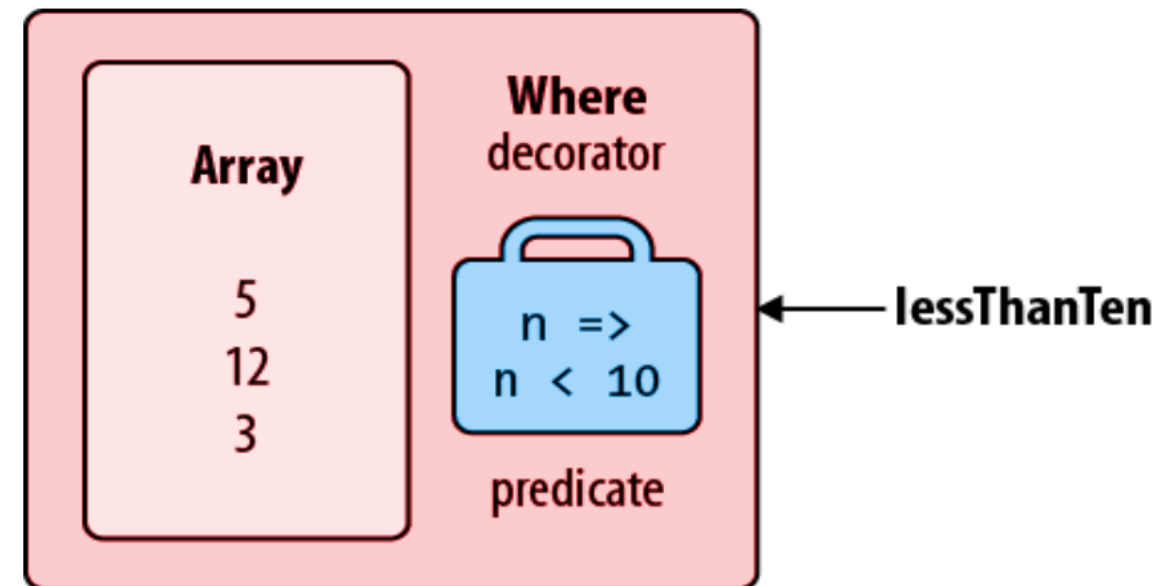 Array
5
12
3
Where
decorator
n =>
n < 10
predicate
lessThanTen